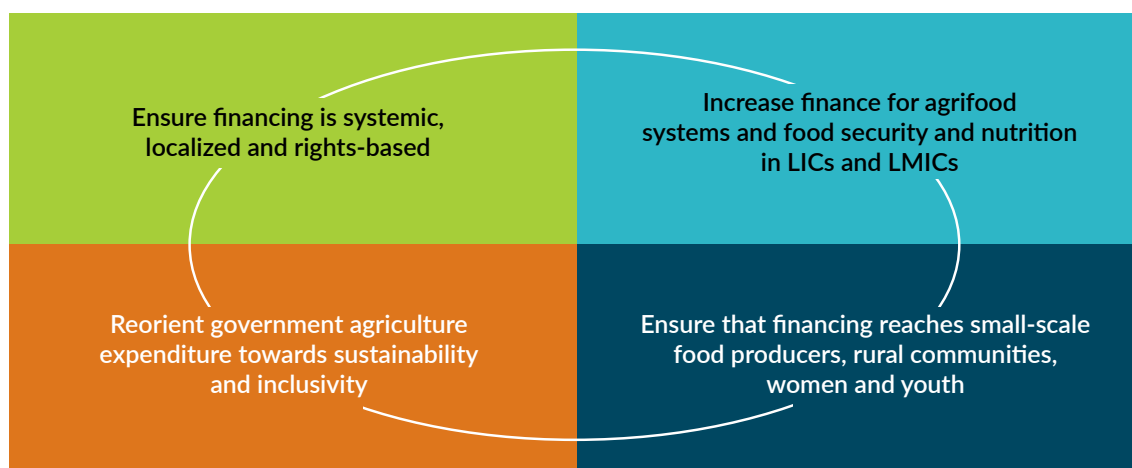 Ensure financing is systemic,
localized and rights-based
Increase finance for agrifood
systems and food security and nutrition
in LICs and LMICs
Reorient government agriculture
expenditure towards sustainability
and inclusivity
Ensure that financing reaches small-scale
food producers, rural communities,
women and youth